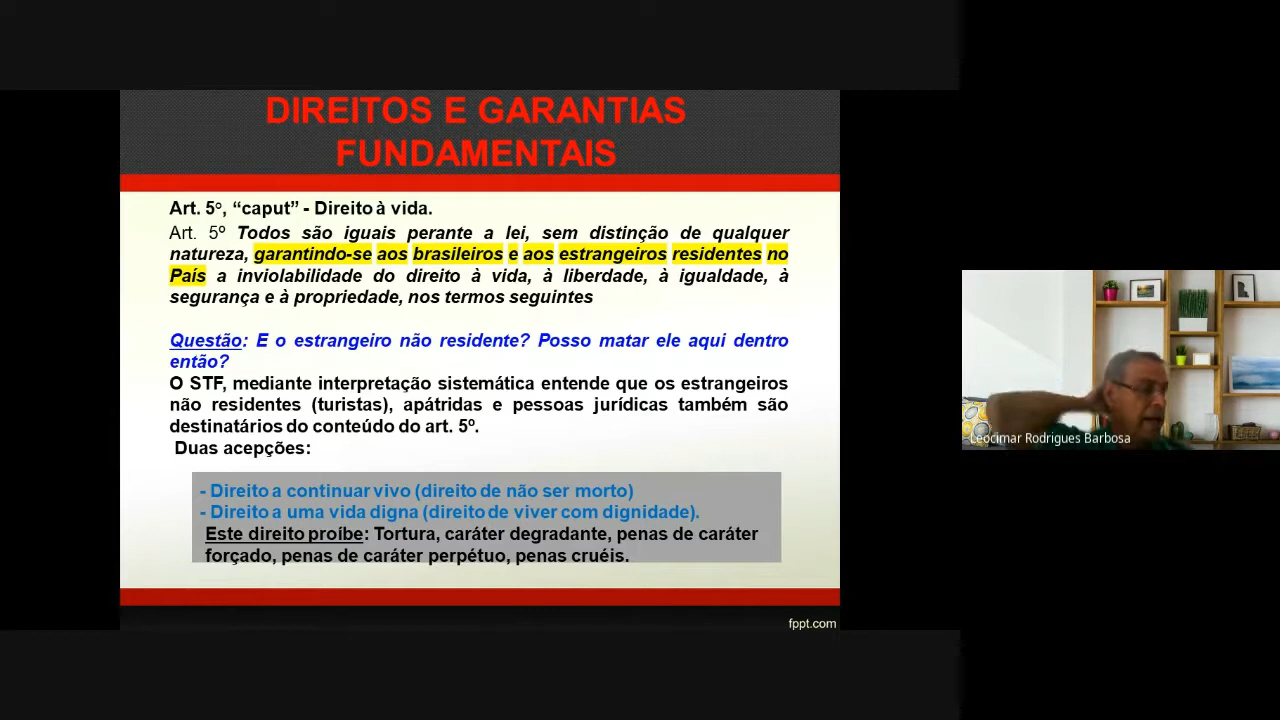 DIREITOS E GARANTIAS
FUNDAMENTAIS
Art. 5º, “caput” - Direito à vida.
Art. 5º Todos são iguais perante a lei, sem distinção de qualquer
natureza, garantindo-se aos brasileiros e aos estrangeiros residentes no
País a inviolabilidade do direito à vida, à liberdade, à igualdade, à
segurança e à propriedade, nos termos seguintes
Questão: E o estrangeiro não residente? Posso matar ele aqui dentro
então?
O STF, mediante interpretação sistemática entende que os estrangeiros
não residentes (turistas), apátridas e pessoas jurídicas também são
destinatários do conteúdo do art. 5º.
Duas acepções:
- Direito a continuar vivo (direito de não ser morto)
- Direito a uma vida digna (direito de viver com dignidade).
Este direito proíbe: Tortura, caráter degradante, penas de caráter
forçado, penas de caráter perpétuo, penas cruéis.
fppt.com
Leocimar Rodrigues Barbosa